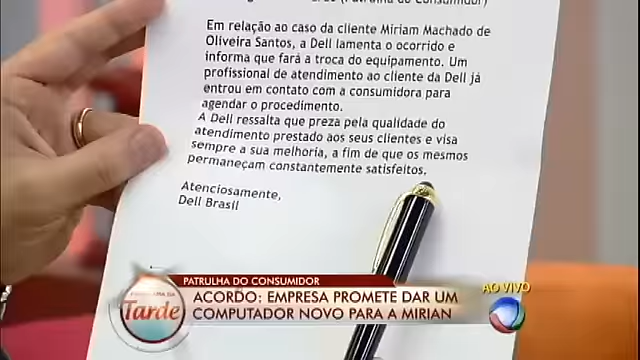 (Patrulha do Consumidor)
Em relação ao caso da cliente Miriam Machado de
Oliveira Santos, a Dell lamenta o ocorrido e
informa que fará a troca do equipamento. Um
profissional de atendimento ao cliente da Dell já
entrou em contato com a consumidora para
agendar o procedimento.
A Dell ressalta que preza pela qualidade do
atendimento prestado aos seus clientes e visa
sempre a sua melhoria, a fim de que os mesmos
permaneçam constantemente satisfeitos.
Atenciosamente,
Dell Brasil
PATRULHA DO CONSUMIDOR
AO VIVO
Tarde
ACORDO: EMPRESA PROMETE DAR UM
COMPUTADOR NOVO PARA A MIRIAN